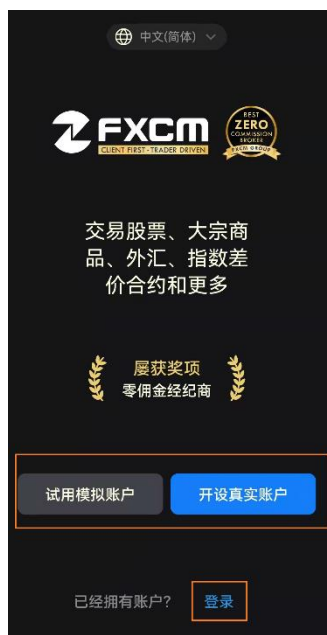 中文(简体)
FXCM
CLIENT FIRST - TRADER DRIVEN
BEST
ZERO
COMMISSION
BROKER
FXCM GROUP
交易股票、大宗商
品、外汇、指数差
价合约和更多
屡获奖项
零佣金经纪商
试用模拟账户
开设真实账户
已经拥有账户?
登录